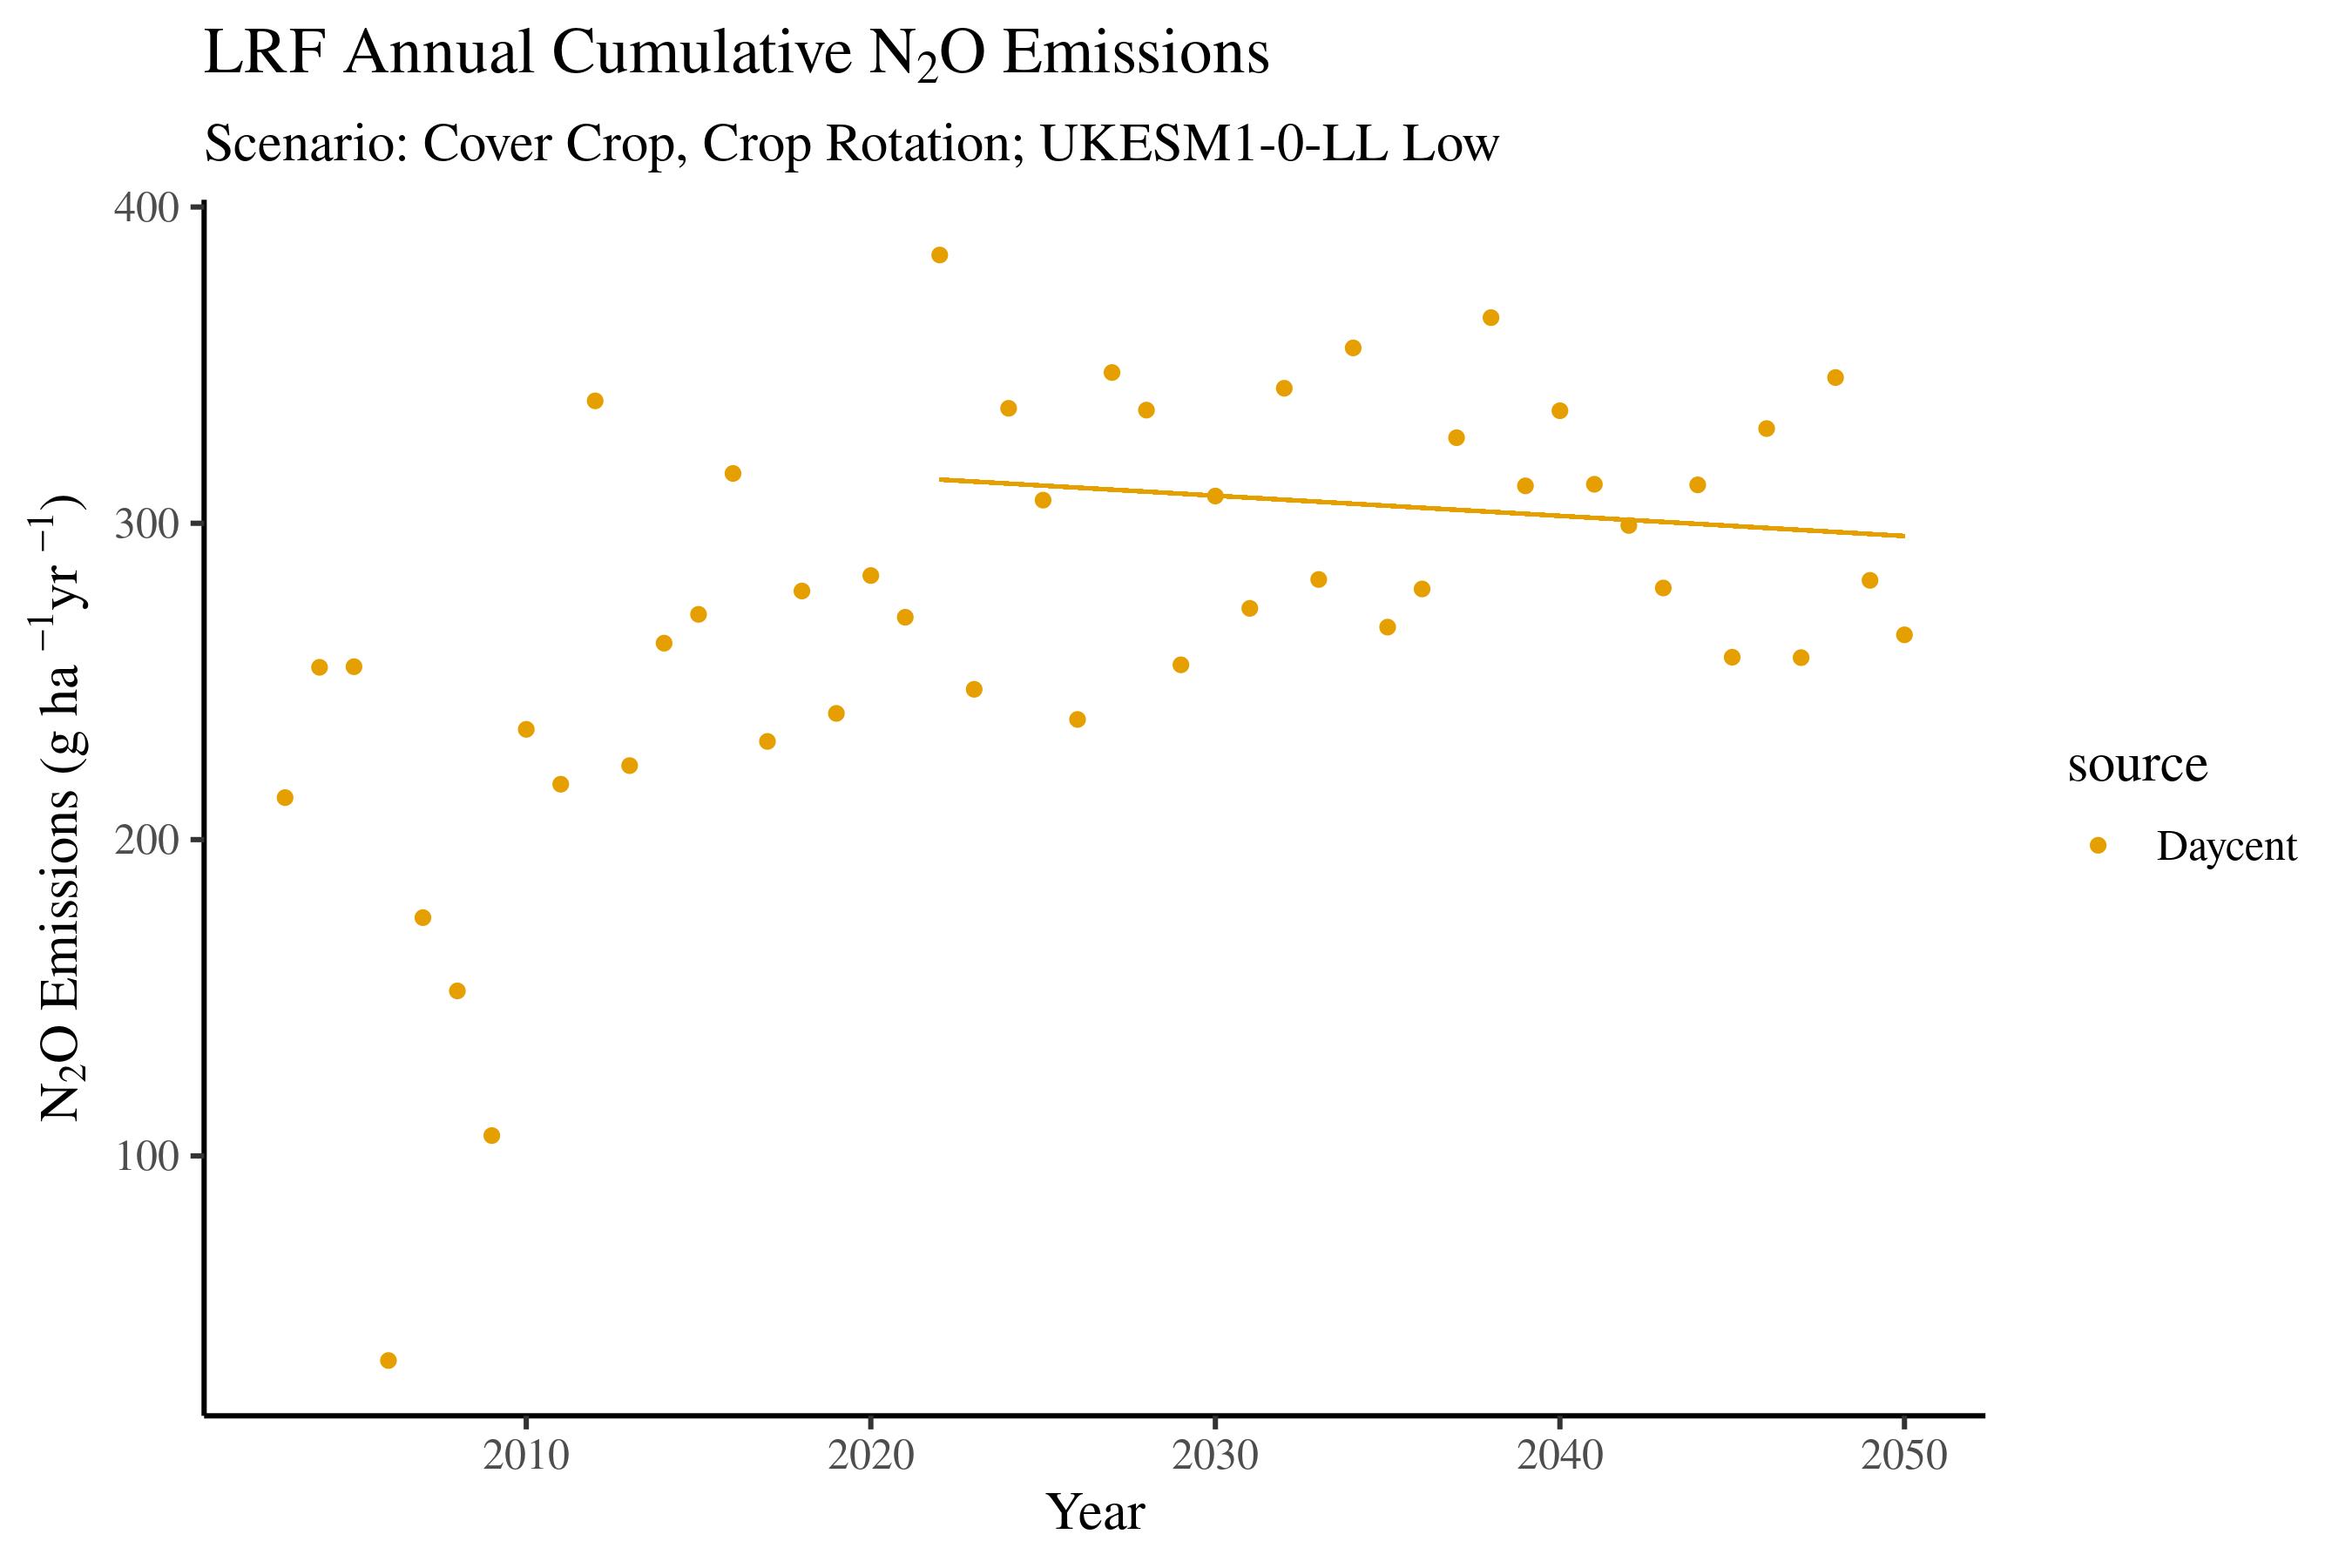 LRF Annual Cumulative N₂O Emissions
Scenario: Cover Crop, Crop Rotation; UKESM1-0-LL Low
N₂O Emissions (g ha⁻¹yr⁻¹)
400
300
200
100
2010 2020 2030 2040 2050
Year
source
Daycent